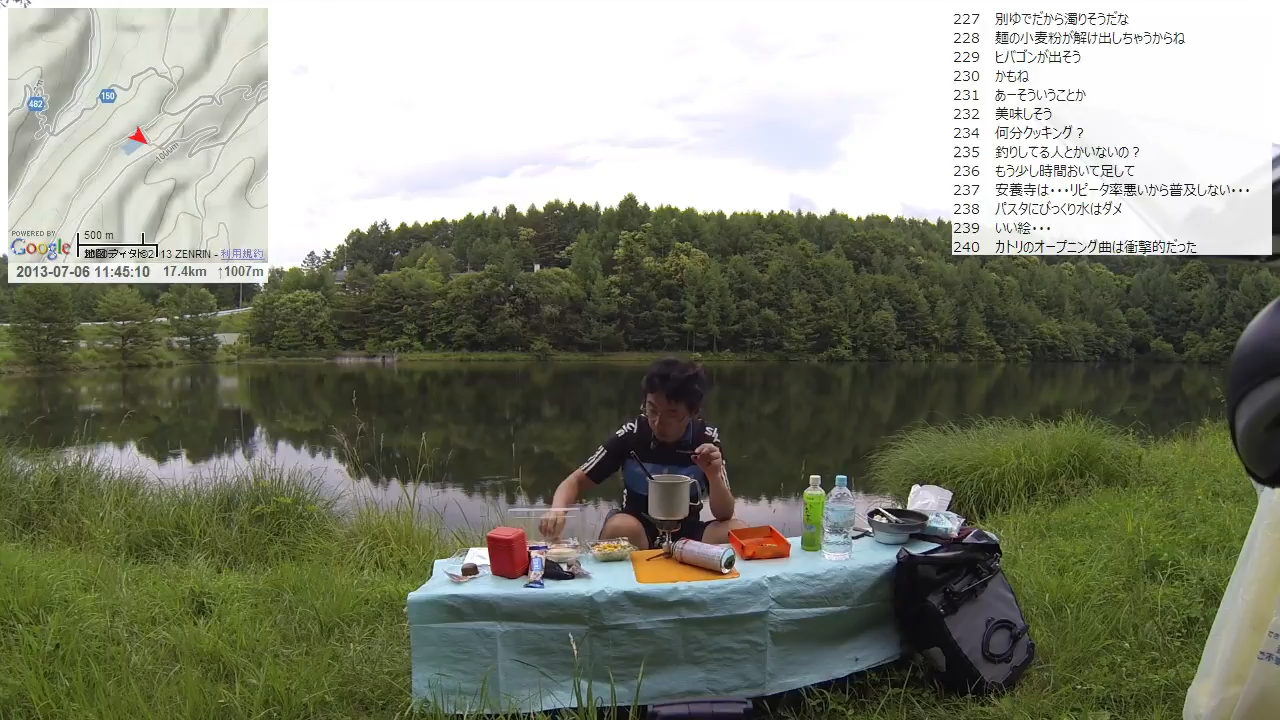 482
150
1000m
POWERED BY
Google
500 m
利用規約
2013-07-06 11:45:10 17.4km ↑1007m
227 別ゆでだから濁りそうだな
228 麺の小麦粉が解け出しちゃうからね
229 ヒバゴンが出そう
230 かもね
231 あーそういうことか
232 美味しそう
234 何分クッキング？
235 釣りしてる人とかいないの？
236 もう少し時間おいて足して
237 安養寺は・・・リピータ率悪いから普及しない・・・
238 パスタにびっくり水はダメ
239 いい絵・・・
240 カトリのオープニング曲は衝撃的だった